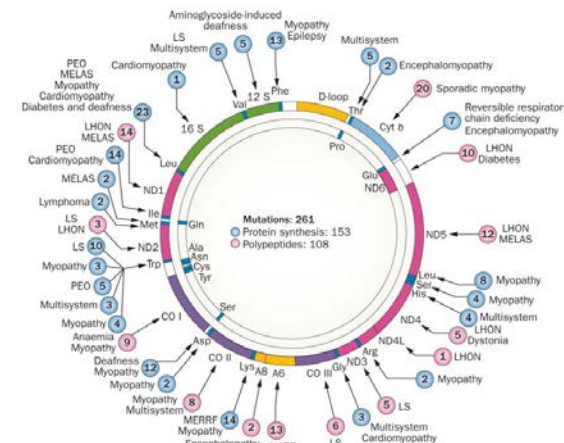 Aminoglycoside-induced
deafness
5
13
Myopathy
Epilepsy
LS
Multisystem
5
Multisystem
5
2
Encephalomyopathy
Cardiomyopathy
1
20
Sporadic myopathy
PEO
MELAS
Myopathy
Cardiomyopathy
Diabetes and deafness
23
7
Reversible respiratory
chain deficiency
Encephalomyopathy
10
LHON
Diabetes
LHON
MELAS
14
PEO
Cardiomyopathy
14
MELAS
2
Lymphoma
2
LS
LHON
3
LS
10
Myopathy
3
PEO
5
Multisystem
3
Myopathy
4
Anaemia
Myopathy
9
Deafness
Myopathy
12
Myopathy
2
Myopathy
Multisystem
8
MERRF
Myopathy
14
2
13
6
LS
3
Multisystem
Cardiomyopathy
5
LS
2
Myopathy
1
LHON
5
LHON
Dystonia
4
Multisystem
4
Myopathy
8
Myopathy
12
LHON
MELAS
16 S
Val
12 S
Phe
D-loop
Thr
Cyt b
Pro
Glu
ND6
ND5
Leu
Ser
His
ND4
ND4L
Arg
ND3
Gly
CO III
A6
A8
Lys
CO II
Asp
Ser
CO I
Tyr
Cys
Asn
Ala
Trp
ND2
Gln
Met
Ile
ND1
Leu
Mutations: 261
Protein synthesis: 153
Polypeptides: 108